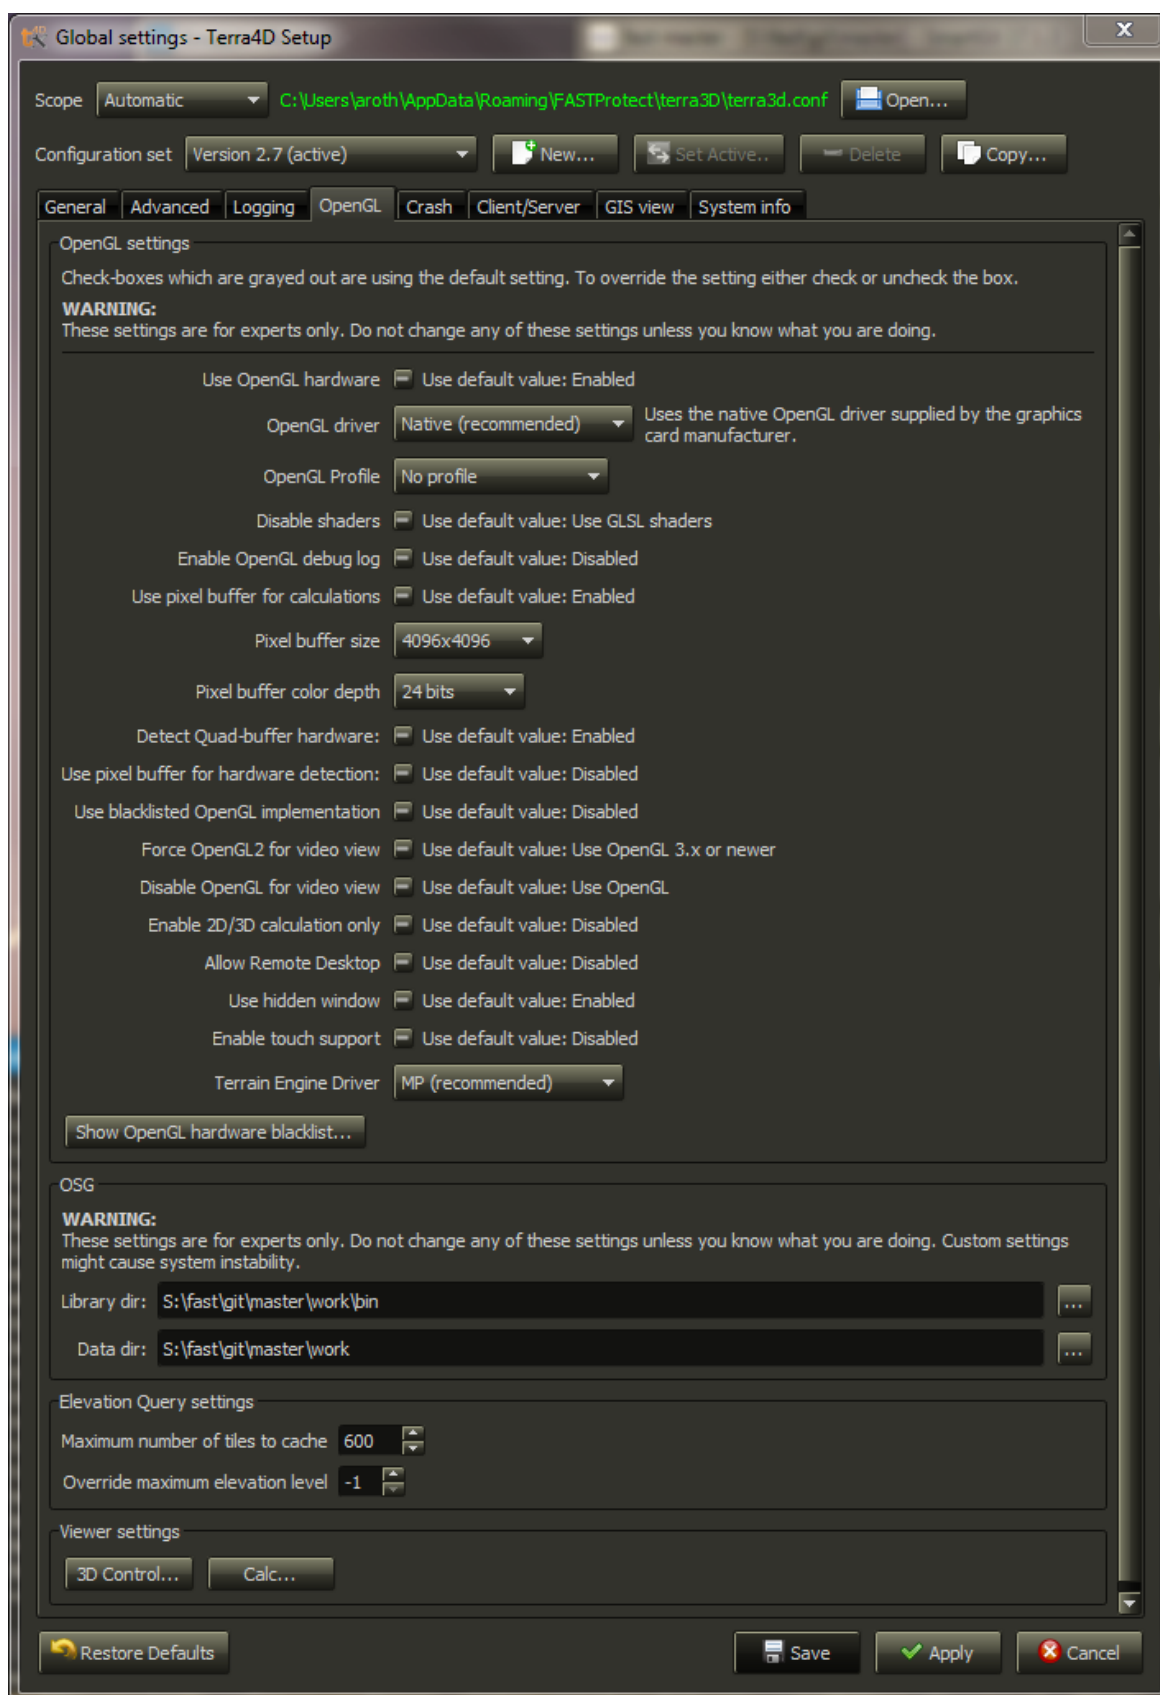 Global settings - Terra4D Setup
Scope Automatic C:\Users\aroth\AppData\Roaming\FASTProtect\terra3D\terra3d.conf Open...
Configuration set Version 2.7 (active) New... Set Active.. Delete Copy...
General Advanced Logging OpenGL Crash Client/Server GIS view System info
OpenGL settings
Check-boxes which are grayed out are using the default setting. To override the setting either check or uncheck the box.
WARNING:
These settings are for experts only. Do not change any of these settings unless you know what you are doing.
Use OpenGL hardware Use default value: Enabled
OpenGL driver Native (recommended) Uses the native OpenGL driver supplied by the graphics
card manufacturer.
OpenGL Profile No profile
Disable shaders Use default value: Use GLSL shaders
Enable OpenGL debug log Use default value: Disabled
Use pixel buffer for calculations Use default value: Enabled
Pixel buffer size 4096x4096
Pixel buffer color depth 24 bits
Detect Quad-buffer hardware: Use default value: Enabled
Use pixel buffer for hardware detection: Use default value: Disabled
Use blacklisted OpenGL implementation Use default value: Disabled
Force OpenGL2 for video view Use default value: Use OpenGL 3.x or newer
Disable OpenGL for video view Use default value: Use OpenGL
Enable 2D/3D calculation only Use default value: Disabled
Allow Remote Desktop Use default value: Disabled
Use hidden window Use default value: Enabled
Enable touch support Use default value: Disabled
Terrain Engine Driver MP (recommended)
Show OpenGL hardware blacklist...
OSG
WARNING:
These settings are for experts only. Do not change any of these settings unless you know what you are doing. Custom settings
might cause system instability.
Library dir: S:\fast\git\master\work\bin ...
Data dir: S:\fast\git\master\work ...
Elevation Query settings
Maximum number of tiles to cache 600
Override maximum elevation level -1
Viewer settings
3D Control... Calc...
Restore Defaults Save Apply Cancel